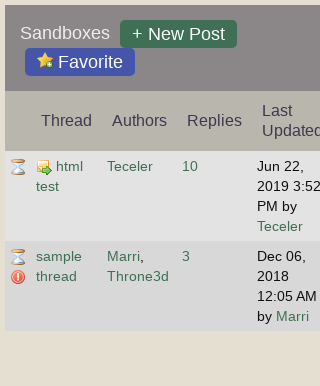 Sandboxes + New Post
Favorite
Thread Authors Replies Last
Updated
html Teceler 10 Jun 22,
test 2019 3:52
PM by
Teceler
sample Marri, 3 Dec 06,
thread Throne3d 2018
12:05 AM
by Marri